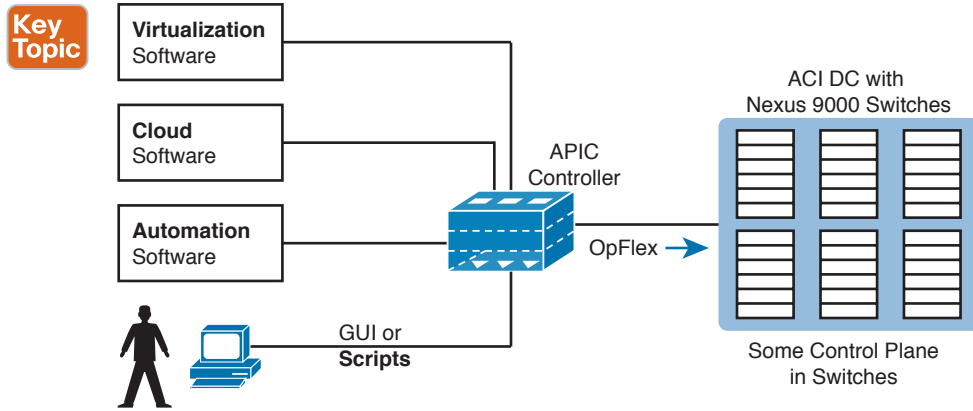 Key
Topic
Virtualization
Software
Cloud
Software
Automation
Software
GUI or
Scripts
APIC
Controller
OpFlex
ACI DC with
Nexus 9000 Switches
Some Control Plane
in Switches